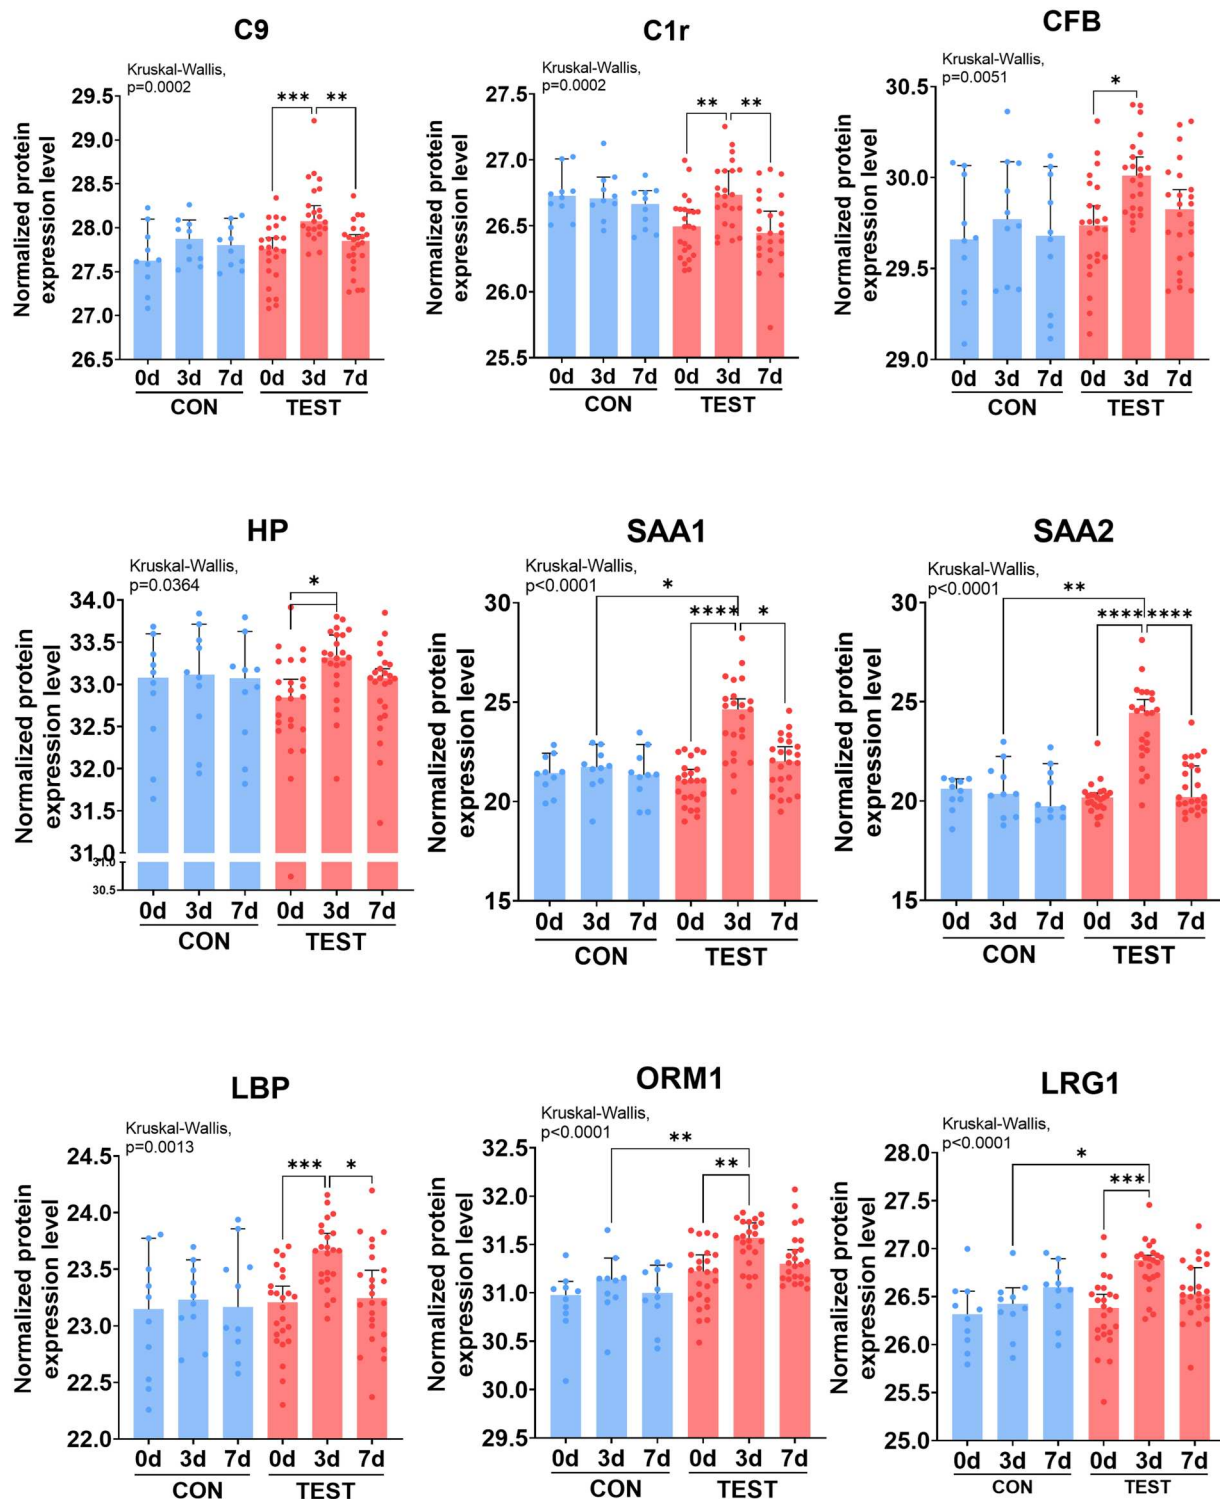 C9
Kruskal-Wallis,
p=0.0002
Normalized protein
expression level
29.5
29.0
28.5
28.0
27.5
27.0
26.5
*** **
0d 3d 7d 0d 3d 7d
CON TEST
C1r
Kruskal-Wallis,
p=0.0002
Normalized protein
expression level
27.5
27.0
26.5
26.0
25.5
** **
0d 3d 7d 0d 3d 7d
CON TEST
CFB
Kruskal-Wallis,
p=0.0051
Normalized protein
expression level
30.5
30.0
29.5
29.0
*
0d 3d 7d 0d 3d 7d
CON TEST
HP
Kruskal-Wallis,
p=0.0364
Normalized protein
expression level
34.0
33.5
33.0
32.5
32.0
31.5
31.0
31.0
30.5
*
0d 3d 7d 0d 3d 7d
CON TEST
SAA1
Kruskal-Wallis,
p<0.0001
Normalized protein
expression level
30
25
20
15
*
**** *
0d 3d 7d 0d 3d 7d
CON TEST
SAA2
Kruskal-Wallis,
p<0.0001
Normalized protein
expression level
30
25
20
15
**
**** ****
0d 3d 7d 0d 3d 7d
CON TEST
LBP
Kruskal-Wallis,
p=0.0013
Normalized protein
expression level
24.5
24.0
23.5
23.0
22.5
22.0
*** *
0d 3d 7d 0d 3d 7d
CON TEST
ORM1
Kruskal-Wallis,
p<0.0001
Normalized protein
expression level
32.5
32.0
31.5
31.0
30.5
30.0
29.5
**
**
0d 3d 7d 0d 3d 7d
CON TEST
LRG1
Kruskal-Wallis,
p<0.0001
Normalized protein
expression level
28.0
27.5
27.0
26.5
26.0
25.5
25.0
*
***
0d 3d 7d 0d 3d 7d
CON TEST